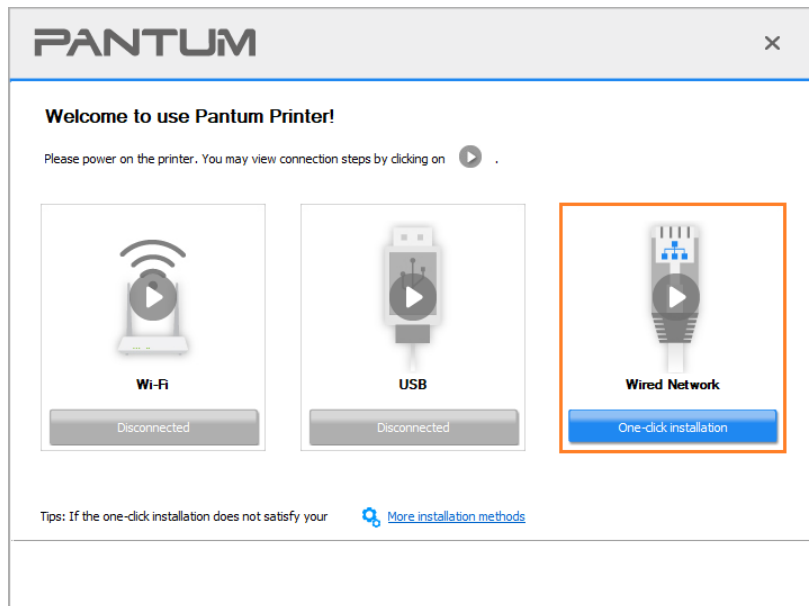 PANTUM
Welcome to use Pantum Printer!
Please power on the printer. You may view connection steps by clicking on .
Wi-Fi
USB
Wired Network
Disconnected
Disconnected
One-click installation
Tips: If the one-click installation does not satisfy your
More installation methods